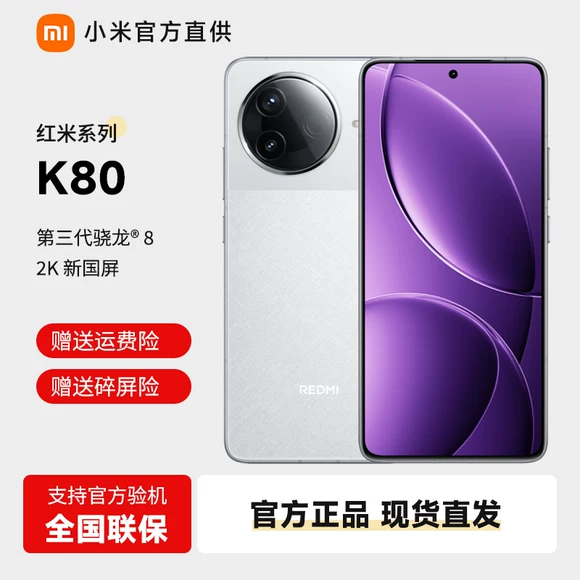 mi 小米官方直供
红米系列
K80
第三代骁龙® 8
2K 新国屏
赠送运费险
赠送碎屏险
REDMI
支持官方验机
全国联保
官方正品 现货直发